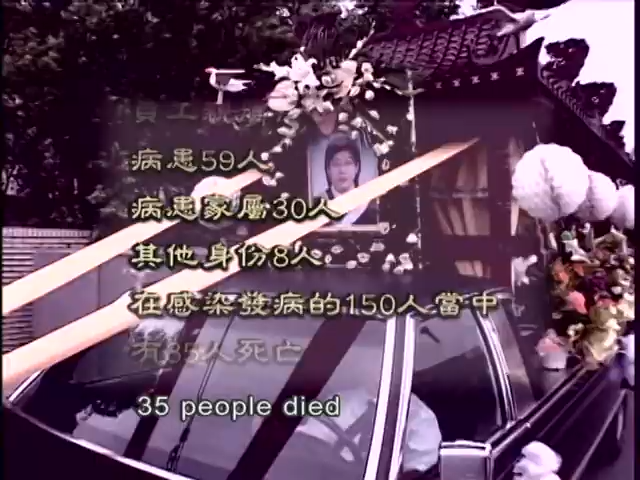 員工
病患59人
病患家屬30人
其他身份8人
在感染發病的150人當中
有35人死亡
35 people died